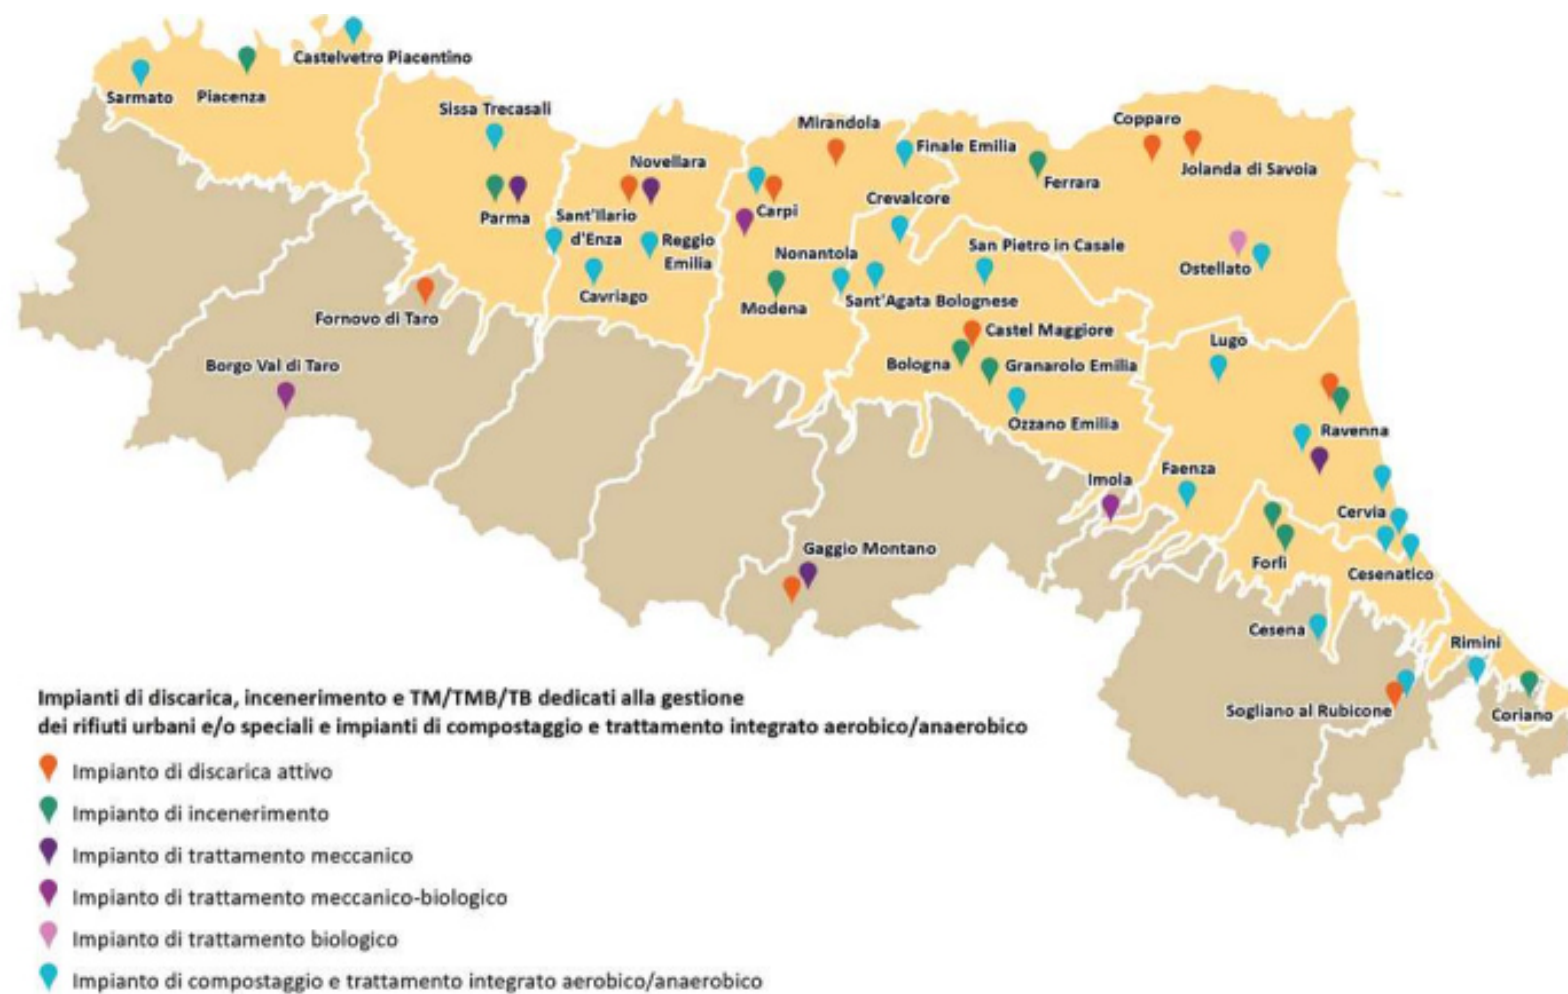 Castelvetro Piacentino
Sarmato
Piacenza
Sissa Trecasali
Mirandola
Copparo
Finale Emilia
Novellara
Jolanda di Savoia
Ferrara
Crevalcore
Parma
Sant'Ilario
d'Enza
Carpi
Reggio
Emilia
Nonantola
San Pietro in Casale
Ostellato
Cavriago
Modena
Sant'Agata Bolognese
Fornovo di Taro
Castel Maggiore
Lugo
Borgo Val di Taro
Bologna
Granarolo Emilia
Ozzano Emilia
Ravenna
Faenza
Imola
Cervia
Gaggio Montano
Forlì
Cesenatico
Cesena
Rimini
Sogliano al Rubicone
Coriano
Impianti di discarica, incenerimento e TM/TMB/TB dedicati alla gestione
dei rifiuti urbani e/o speciali e impianti di compostaggio e trattamento integrato aerobico/anaerobico
Impianto di discarica attivo
Impianto di incenerimento
Impianto di trattamento meccanico
Impianto di trattamento meccanico-biologico
Impianto di trattamento biologico
Impianto di compostaggio e trattamento integrato aerobico/anaerobico